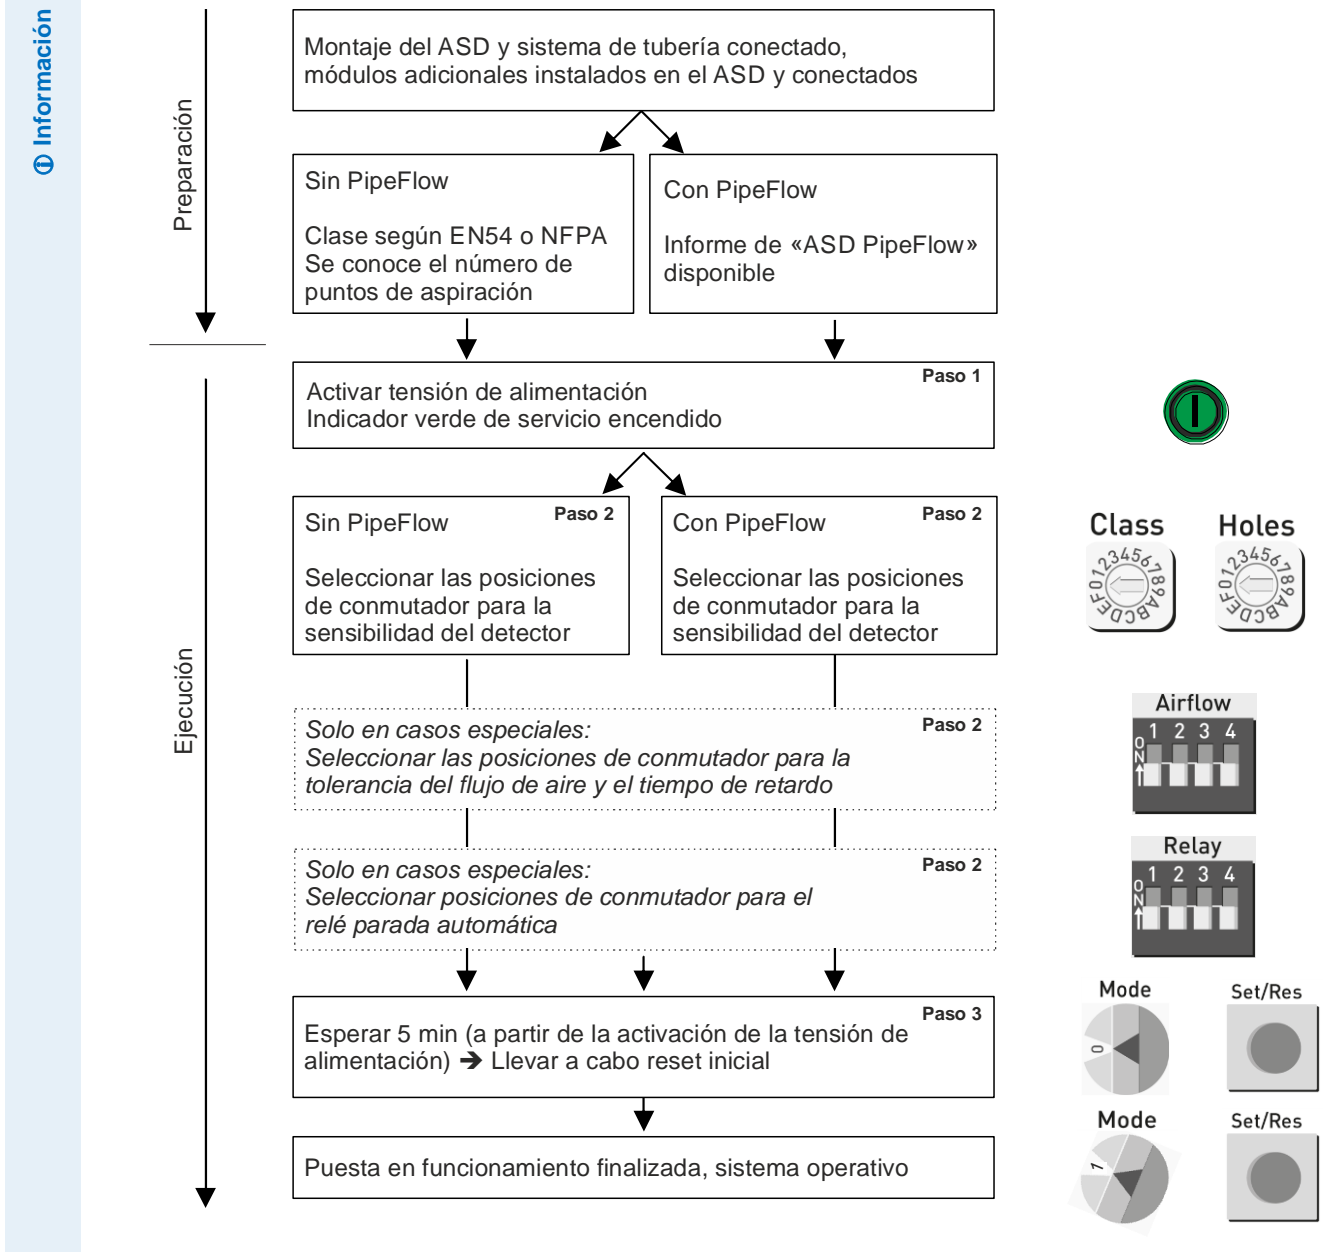 Información
Preparación
Montaje del ASD y sistema de tubería conectado,
módulos adicionales instalados en el ASD y conectados
Sin PipeFlow
Clase según EN54 o NFPA
Se conoce el número de
puntos de aspiración
Con PipeFlow
Informe de «ASD PipeFlow»
disponible
Ejecución
Paso 1
Activar tensión de alimentación
Indicador verde de servicio encendido
Sin PipeFlow
Paso 2
Seleccionar las posiciones
de conmutador para la
sensibilidad del detector
Con PipeFlow
Paso 2
Seleccionar las posiciones
de conmutador para la
sensibilidad del detector
Class
0123456789ABCDEF
Holes
0123456789ABCDEF
Solo en casos especiales:
Paso 2
Seleccionar las posiciones de conmutador para la
tolerancia del flujo de aire y el tiempo de retardo
Airflow
1 2 3 4
ON
Solo en casos especiales:
Paso 2
Seleccionar posiciones de conmutador para el
relé parada automática
Relay
1 2 3 4
ON
Paso 3
Esperar 5 min (a partir de la activación de la tensión de
alimentación) ➔ Llevar a cabo reset inicial
Mode
0
Set/Res
Puesta en funcionamiento finalizada, sistema operativo
Mode
1
Set/Res